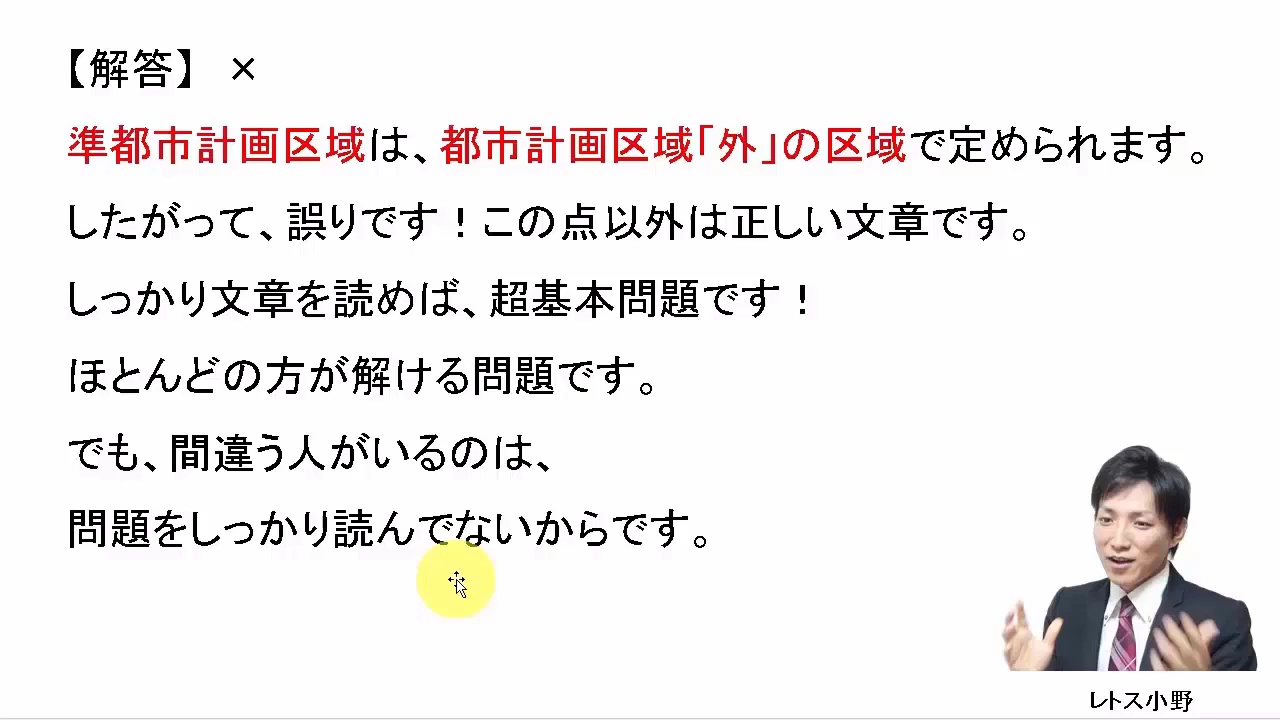 【解答】 ×
準都市計画区域は、都市計画区域「外」の区域で定められます。
したがって、誤りです！この点以外は正しい文章です。
しっかり文章を読めば、超基本問題です！
ほとんどの方が解ける問題です。
でも、間違う人がいるのは、
問題をしっかり読んでないからです。
レトス小野